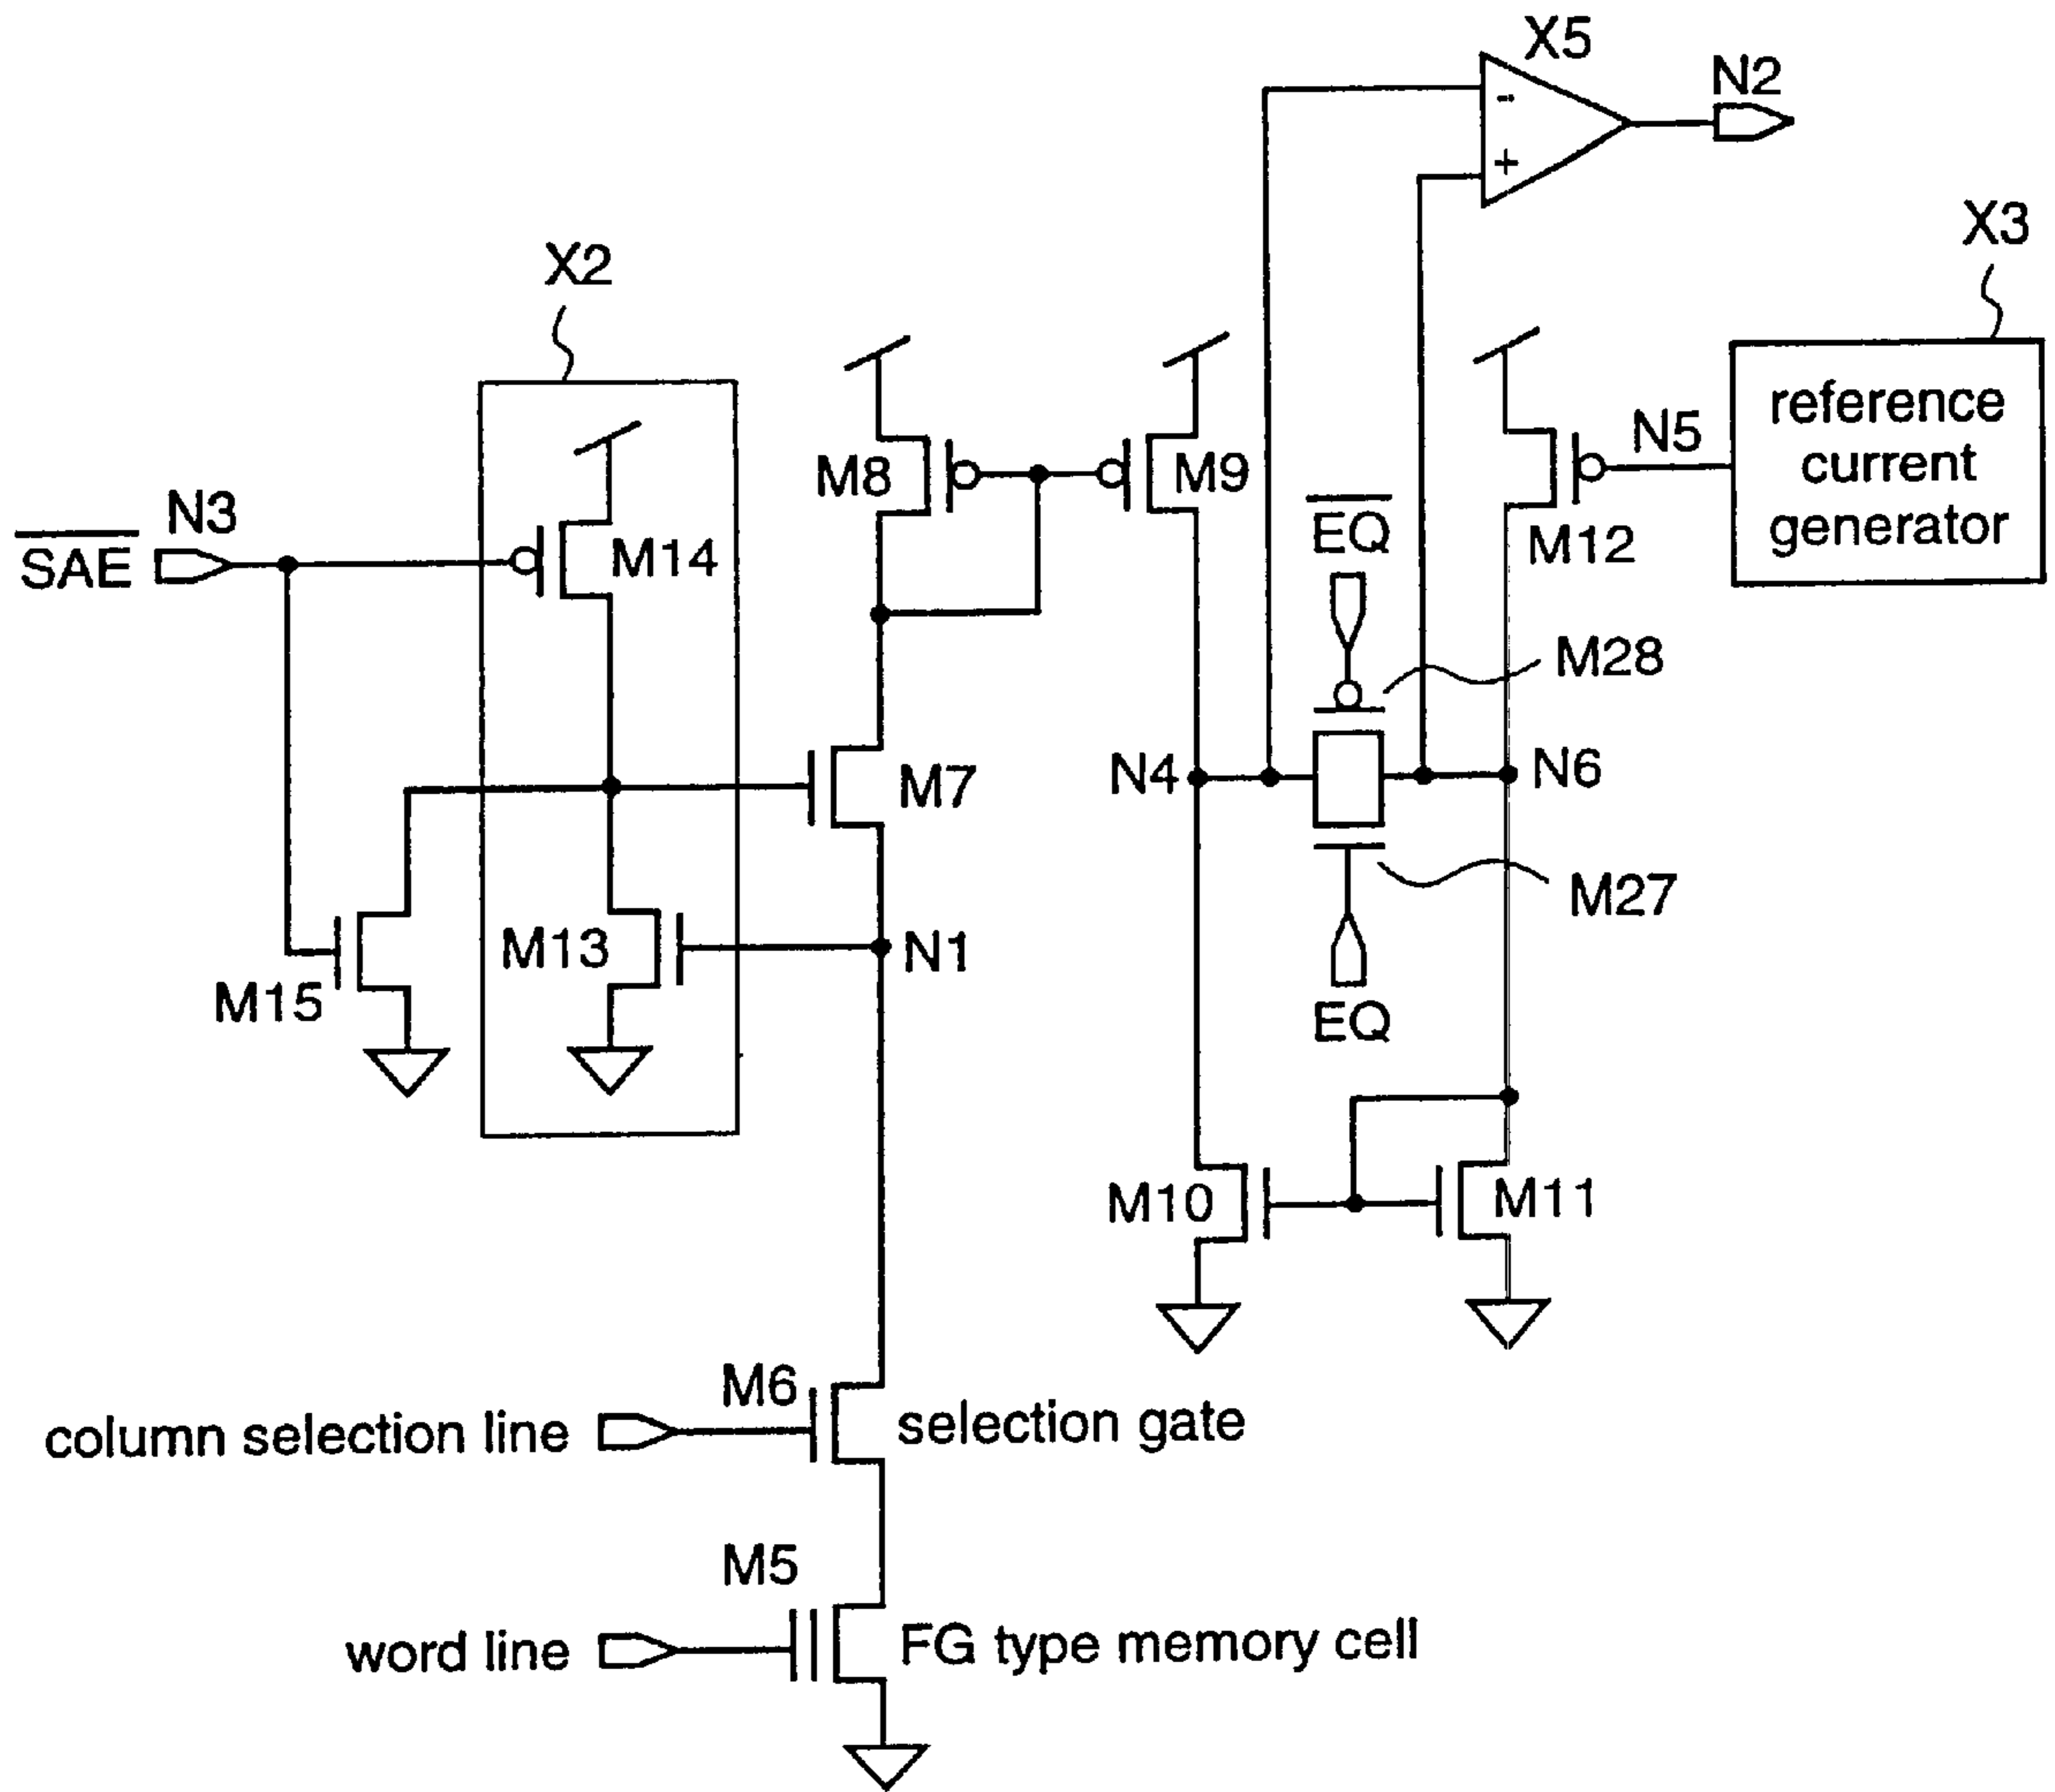 X5
N2
-
+
X3
X2
reference
current
generator
N5
M8
M9
N3
SAE
M14
EQ
M12
M28
N4
N6
M7
M27
M13
N1
M15
EQ
M10
M11
M6
column selection line
selection gate
M5
word line
FG type memory cell